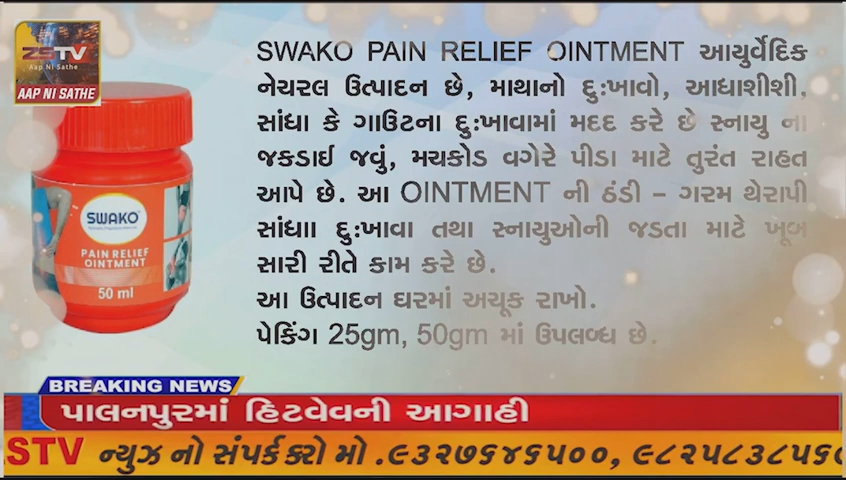 ZSTV
Aap Ni Sathe
AAP NI SATHE
SWAKO PAIN RELIEF OINTMENT આયુર્વેદિક
નેચરલ ઉત્પાદન છે, માથાનો દુઃખાવો, આધાશીશી,
સાંધા કે ગાઉટના દુઃખાવામાં મદદ કરે છે સ્નાયુ ના
જકડાઈ જવું, મચકોડ વગેરે પીડા માટે તુરંત રાહત
આપે છે. આ OINTMENT ની ઠંડી – ગરમ થેરાપી
સાંધાા દુઃખાવા તથા સ્નાયુઓની જડતા માટે ખૂબ
સારી રીતે કામ કરે છે.
આ ઉત્પાદન ઘરમાં અચૂક રાખો.
પેકિંગ 25gm, 50gm માં ઉપલબ્ધ છે.
SWAKO
PAIN RELIEF
OINTMENT
50 ml
BREAKING NEWS
પાલનપુરમાં હિટવેવની આગાહી
STV ન્યુઝ નો સંપર્ક કરો મો .૯૩૨૭૬૪૬૫૦૦, ૯૮૨૫૮૩૮૫૬